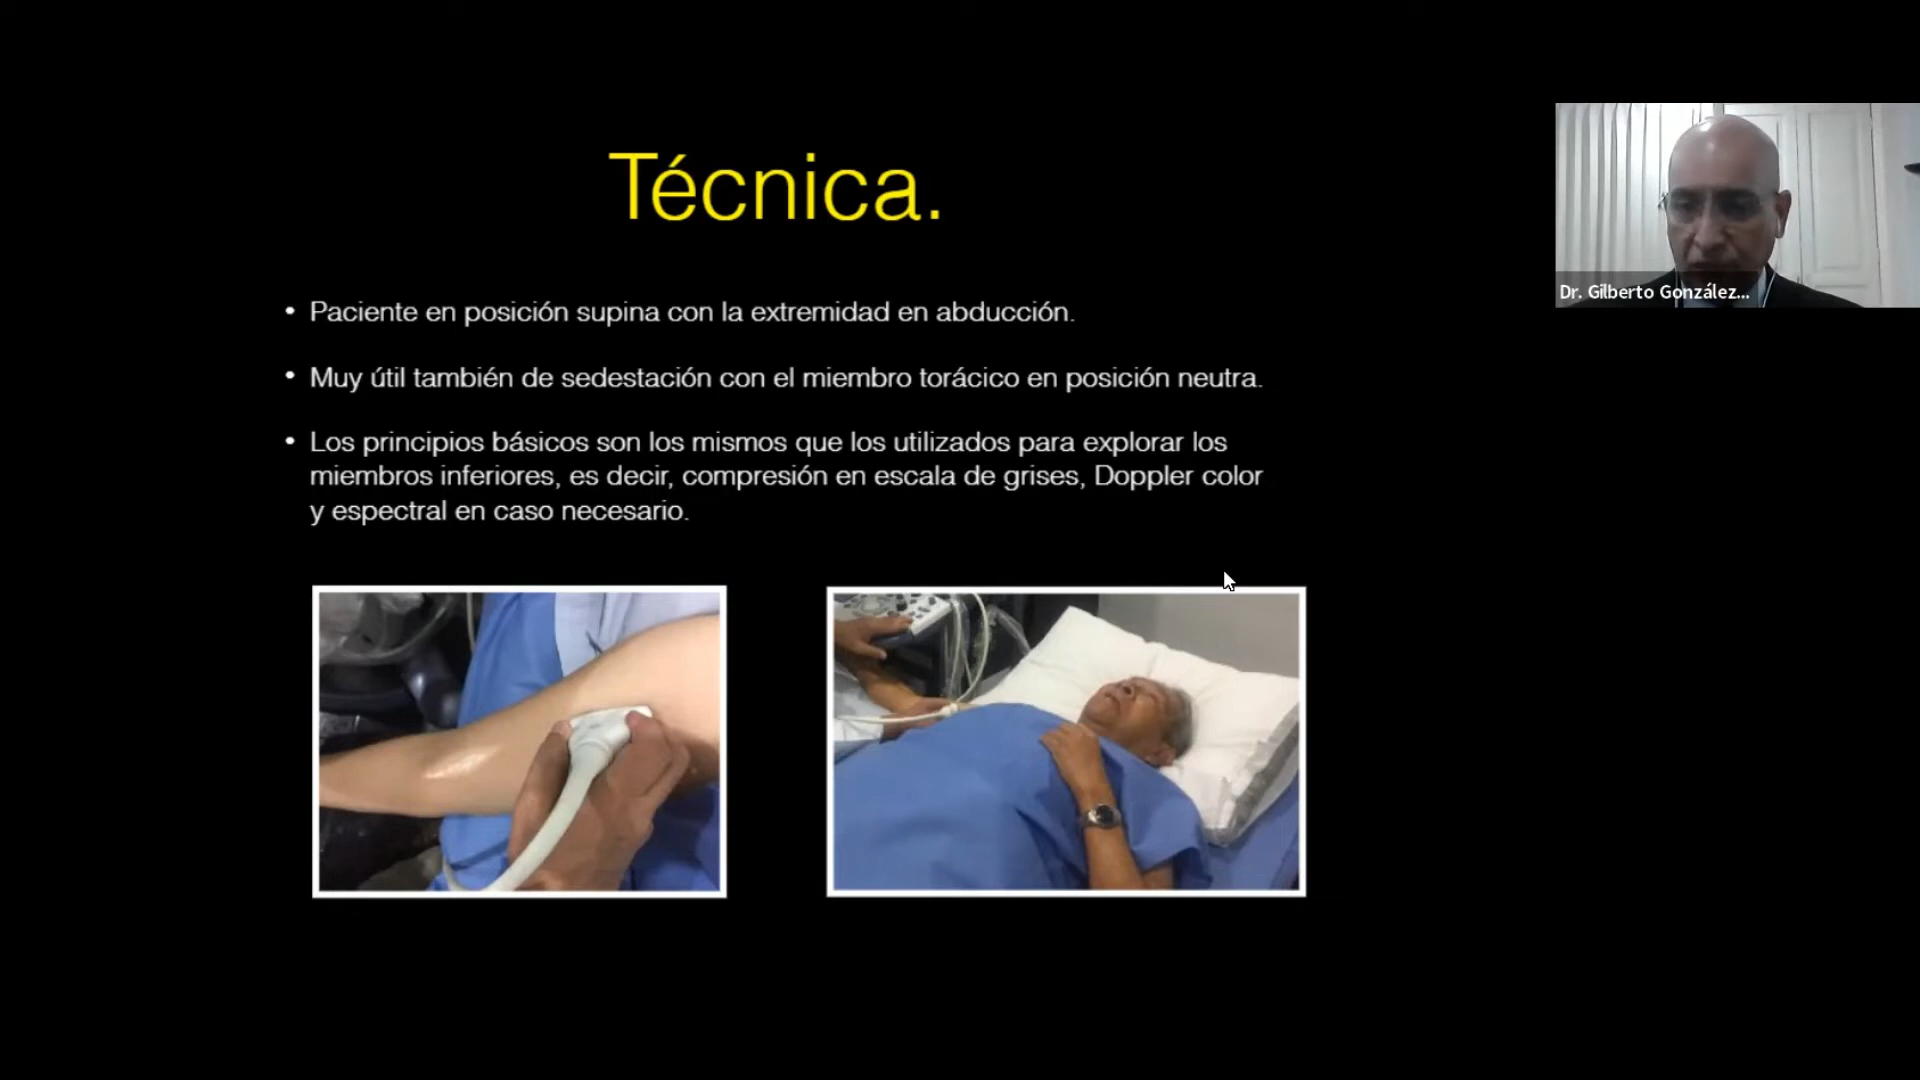 Técnica.
• Paciente en posición supina con la extremidad en abducción.
• Muy útil también de sedestación con el miembro torácico en posición neutra.
• Los principios básicos son los mismos que los utilizados para explorar los
miembros inferiores, es decir, compresión en escala de grises, Doppler color
y espectral en caso necesario.
Dr. Gilberto González...